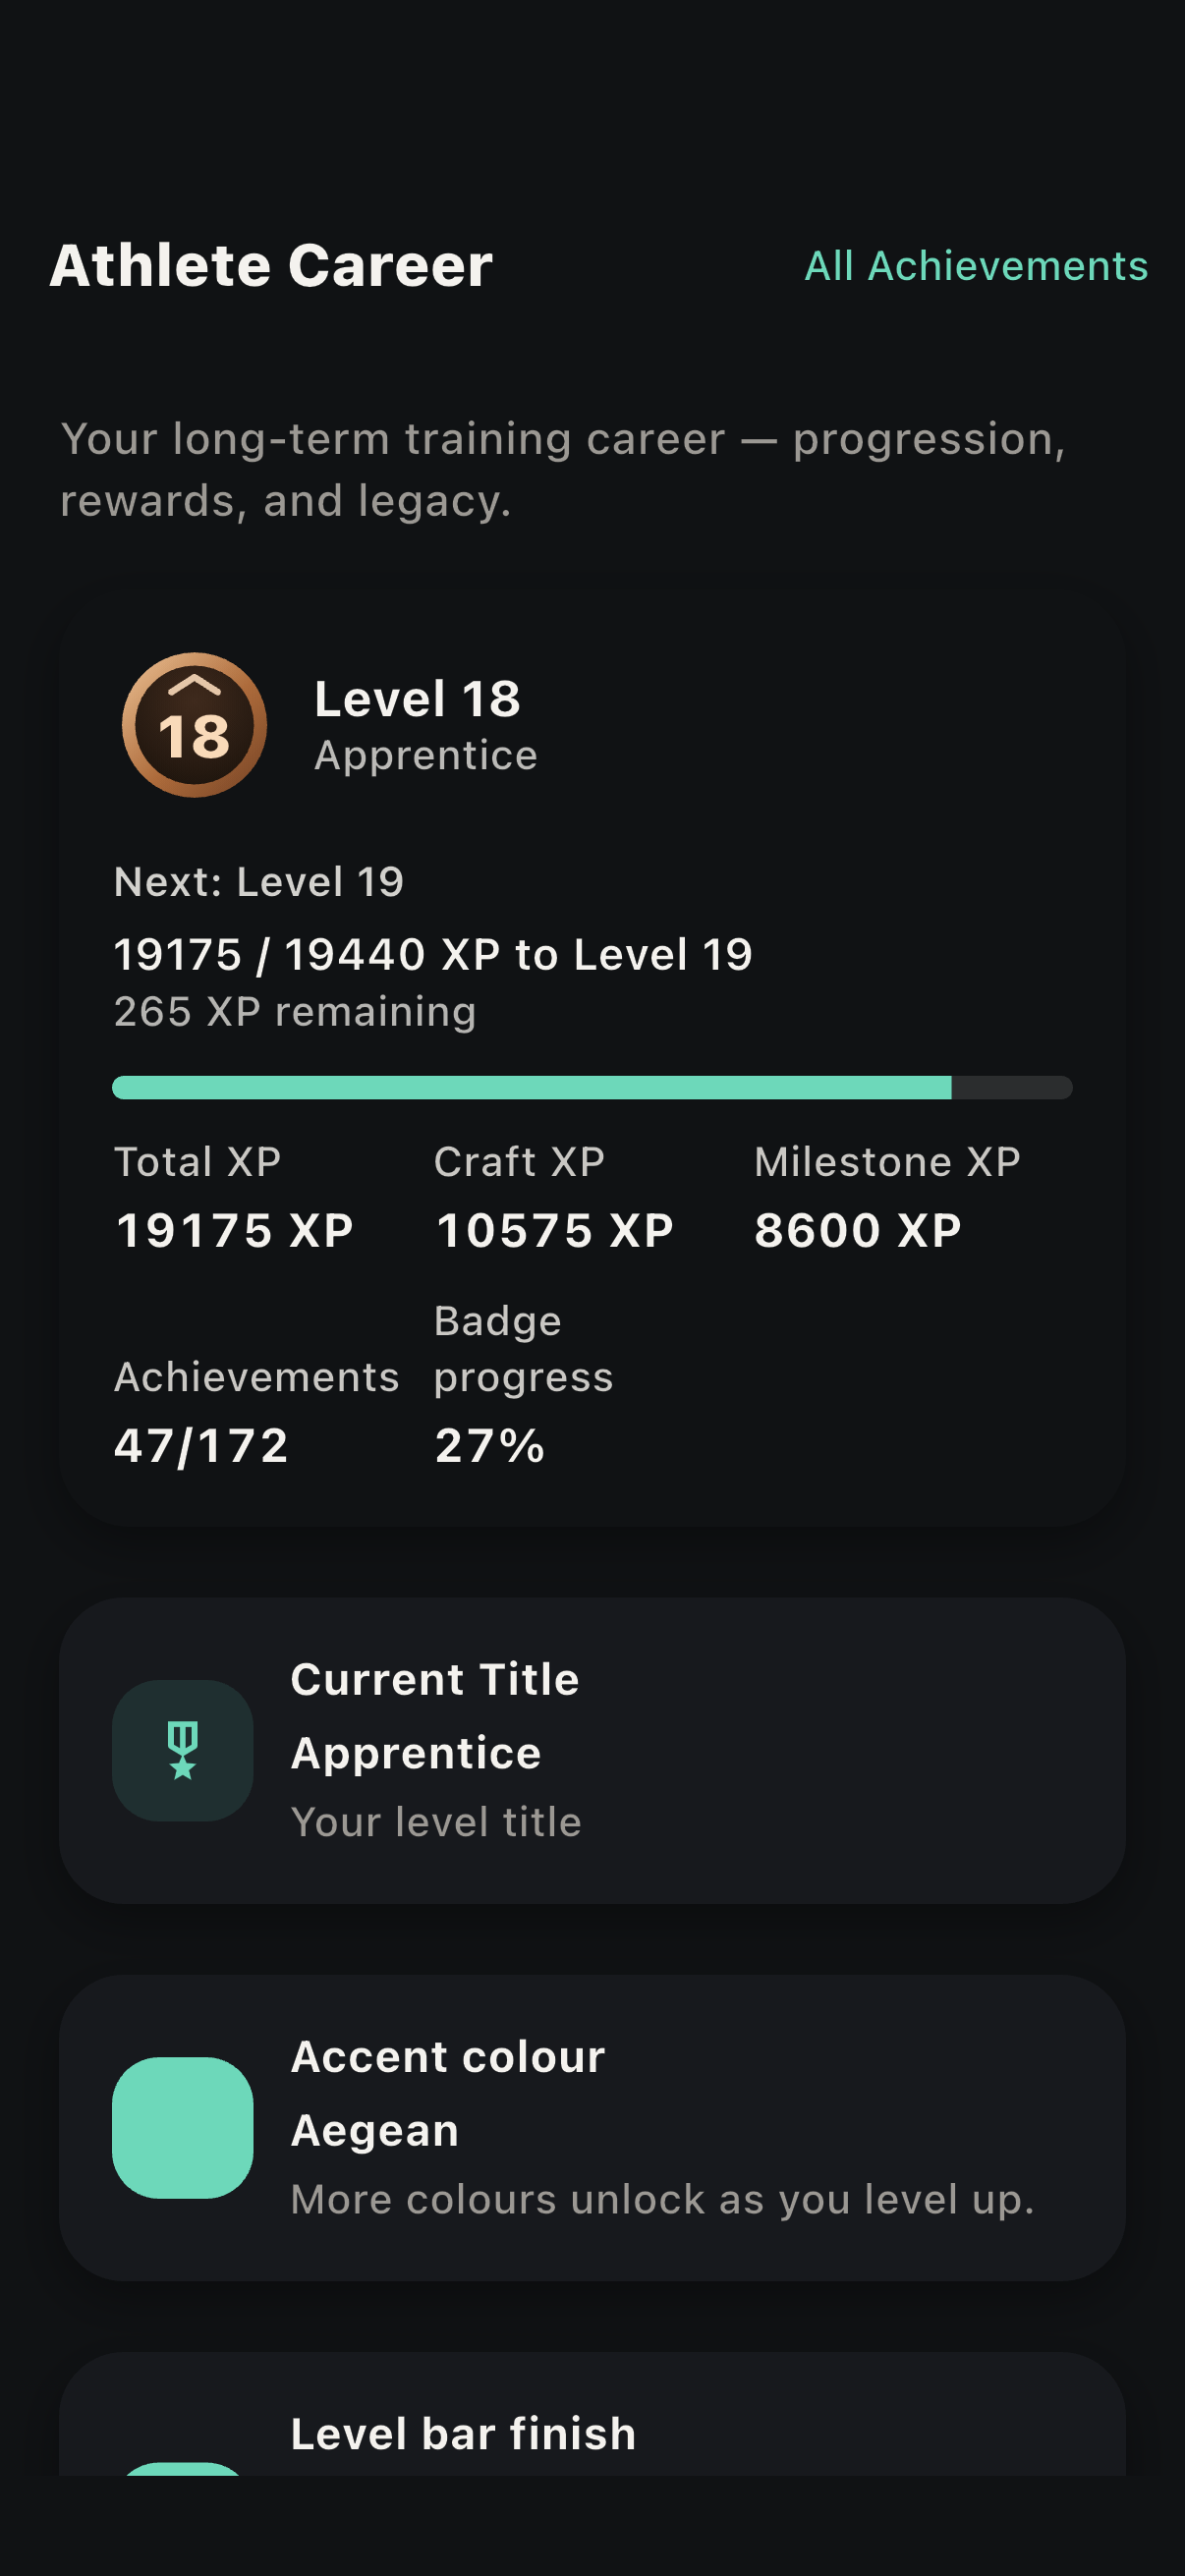 Athlete Career
All Achievements
Your long-term training career — progression,
rewards, and legacy.
18
Level 18
Apprentice
Next: Level 19
19175 / 19440 XP to Level 19
265 XP remaining
Total XP
19175 XP
Craft XP
10575 XP
Milestone XP
8600 XP
Achievements
47/172
Badge
progress
27%
Current Title
Apprentice
Your level title
Accent colour
Aegean
More colours unlock as you level up.
Level bar finish